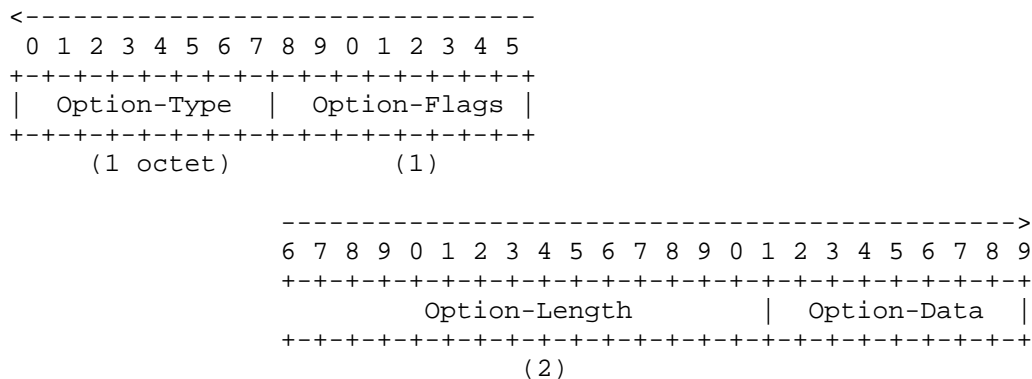 <---------------------------------
 0 1 2 3 4 5 6 7 8 9 0 1 2 3 4 5
+-+-+-+-+-+-+-+-+-+-+-+-+-+-+-+-+
|  Option-Type  |  Option-Flags |
+-+-+-+-+-+-+-+-+-+-+-+-+-+-+-+-+
     (1 octet)          (1)
                 ---------------------------------------------->
                 6 7 8 9 0 1 2 3 4 5 6 7 8 9 0 1 2 3 4 5 6 7 8 9
                 +-+-+-+-+-+-+-+-+-+-+-+-+-+-+-+-+-+-+-+-+-+-+-+
                          Option-Length        |  Option-Data  |
                 +-+-+-+-+-+-+-+-+-+-+-+-+-+-+-+-+-+-+-+-+-+-+-+
                                (2)